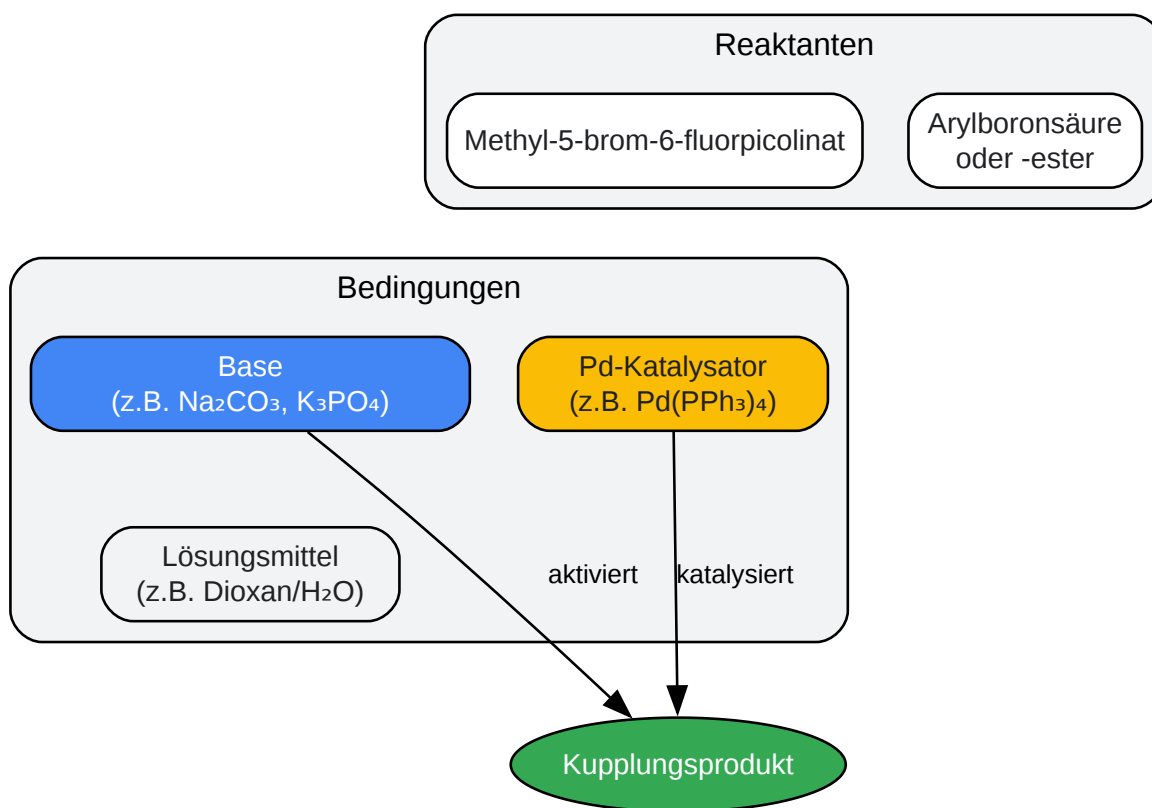 Reaktanten
Methyl-5-brom-6-fluorpicolinat
Arylboronsäure
oder -ester
Bedingungen
Base
(z.B. Na₂CO₃, K₃PO₄)
Pd-Katalysator
(z.B. Pd(PPh₃)₄)
Lösungsmittel
(z.B. Dioxan/H₂O)
aktiviert
katalysiert
Kupplungsprodukt